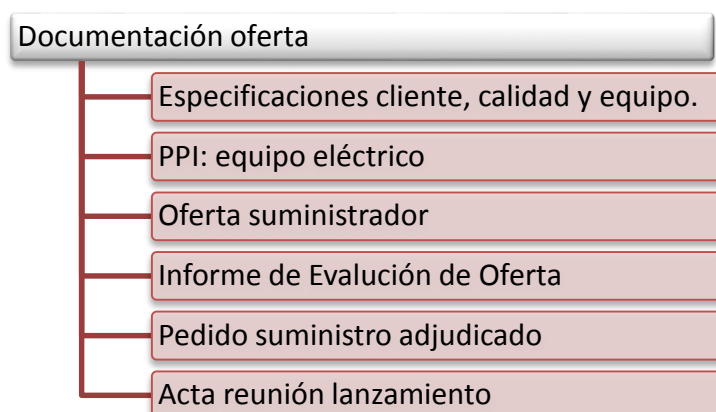 Documentación oferta
Especificaciones cliente, calidad y equipo.
PPI: equipo eléctrico
Oferta suministrador
Informe de Evalución de Oferta
Pedido suministro adjudicado
Acta reunión lanzamiento